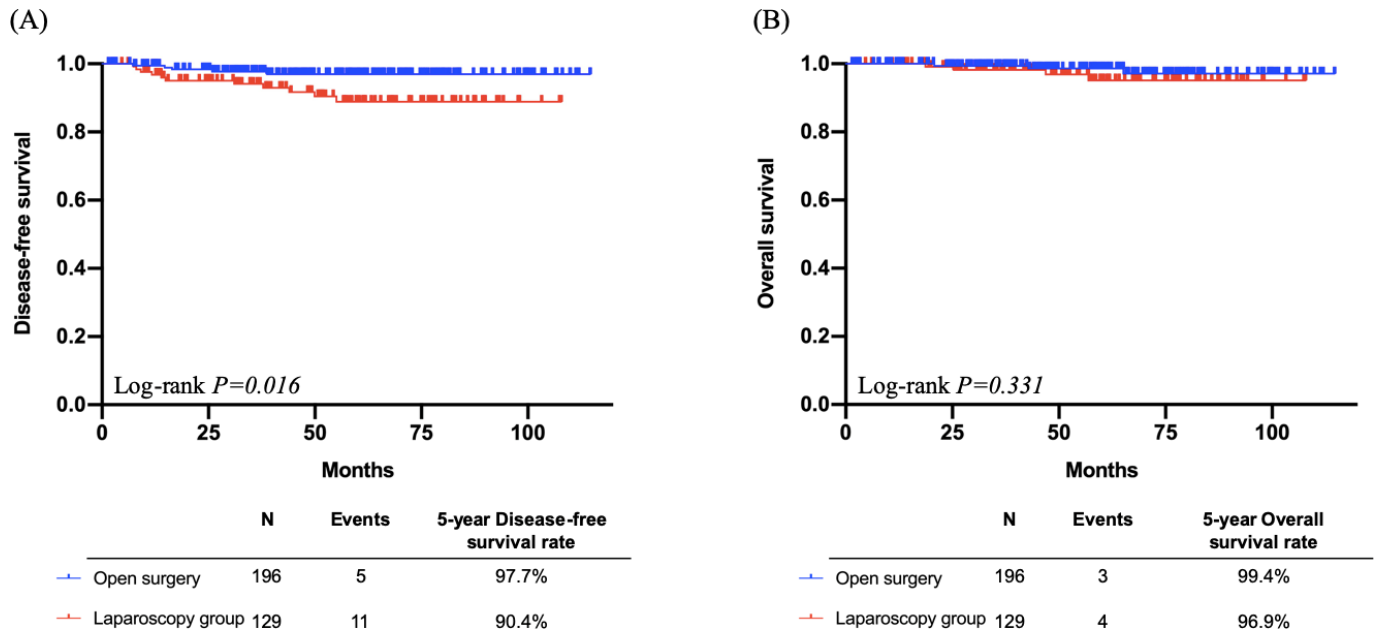 (A)
Disease-free survival
1.0
0.8
0.6
0.4
0.2
0.0
Log-rank P=0.016
0 25 50 75 100
Months
N Events 5-year Disease-free
survival rate
Open surgery 196 5 97.7%
Laparoscopy group 129 11 90.4%
(B)
Overall survival
1.0
0.8
0.6
0.4
0.2
0.0
Log-rank P=0.331
0 25 50 75 100
Months
N Events 5-year Overall
survival rate
Open surgery 196 3 99.4%
Laparoscopy group 129 4 96.9%